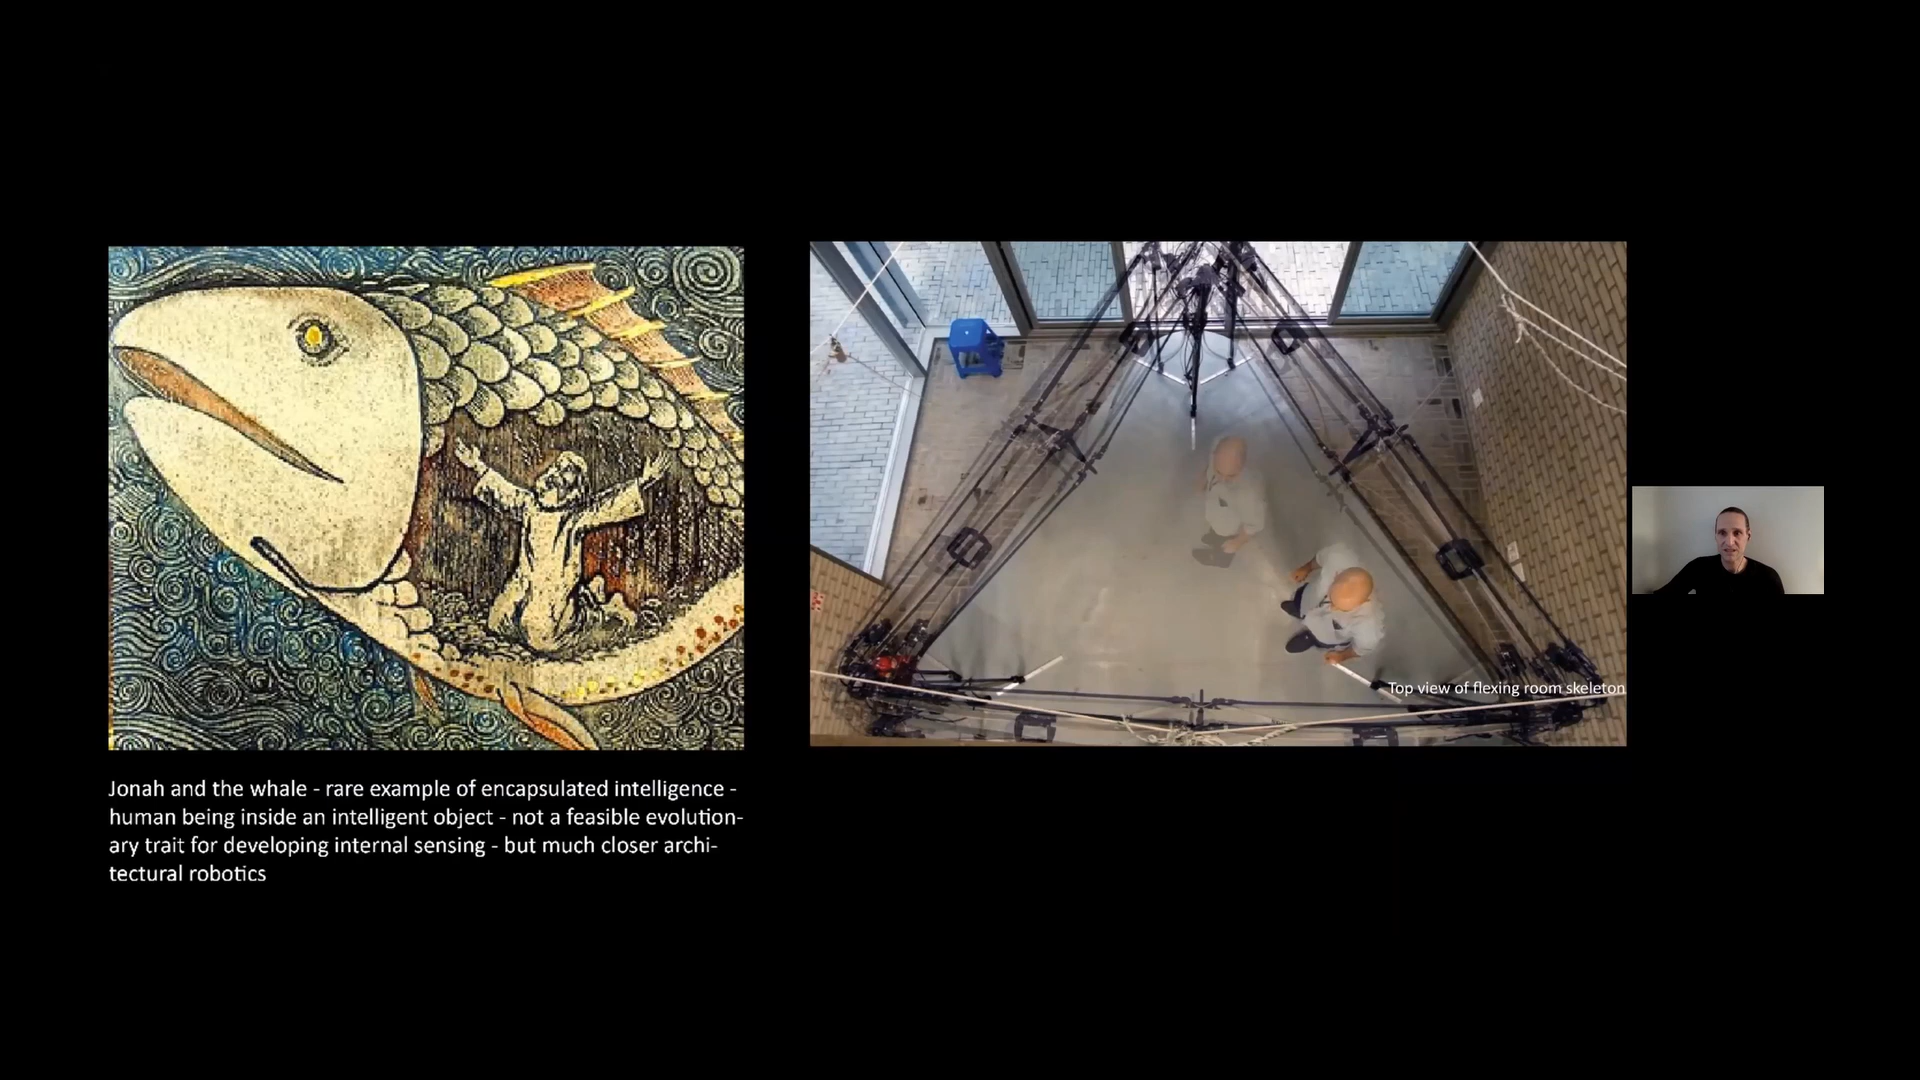 Top view of flexing room skeleton
Jonah and the whale - rare example of encapsulated intelligence -
human being inside an intelligent object - not a feasible evolution-
ary trait for developing internal sensing - but much closer archi-
tectural robotics